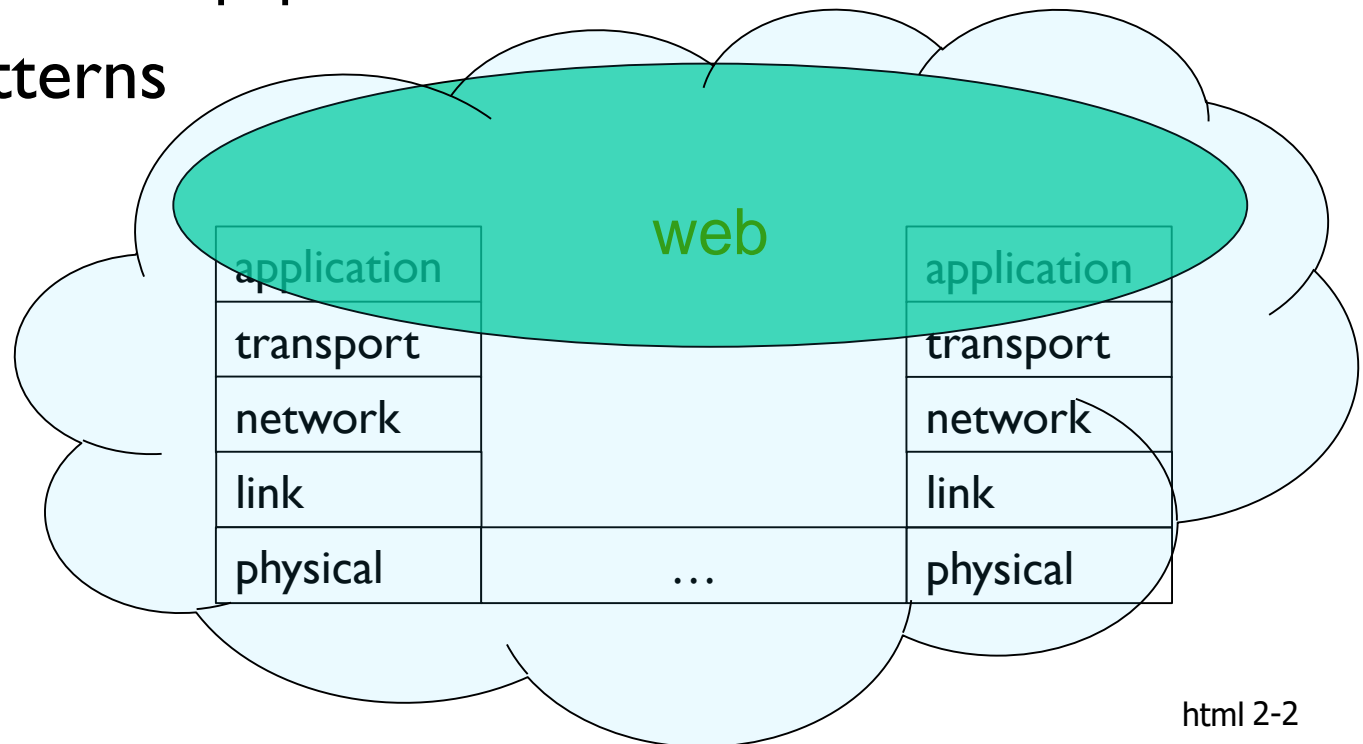 tterns
web
application application
transport transport
network network
link link
physical … physical
html 2-2